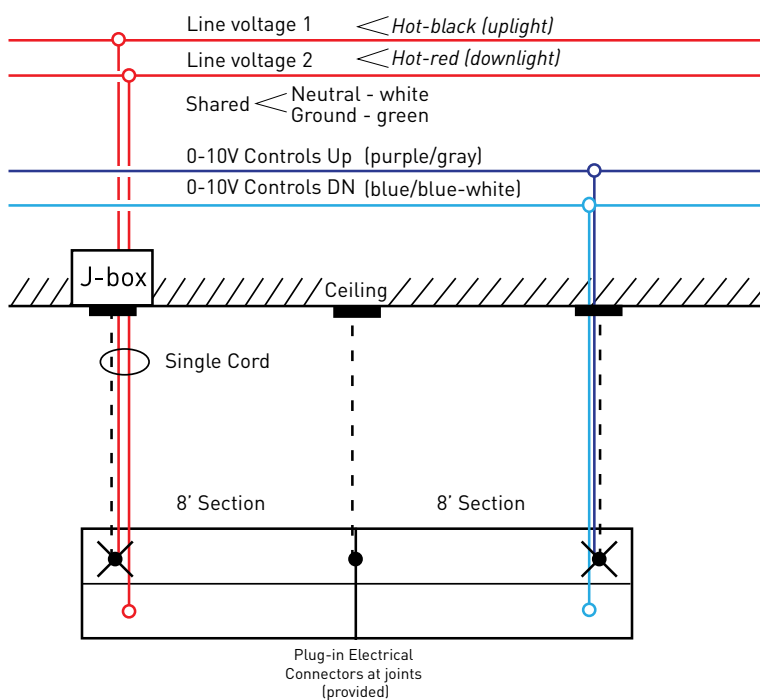 Line voltage 1
Hot-black (uplight)
Line voltage 2
Hot-red (downlight)
Shared
Neutral - white
Ground - green
0-10V Controls Up (purple/gray)
0-10V Controls DN (blue/blue-white)
J-box
Ceiling
Single Cord
8’ Section
8’ Section
Plug-in Electrical
Connectors at joints
(provided)